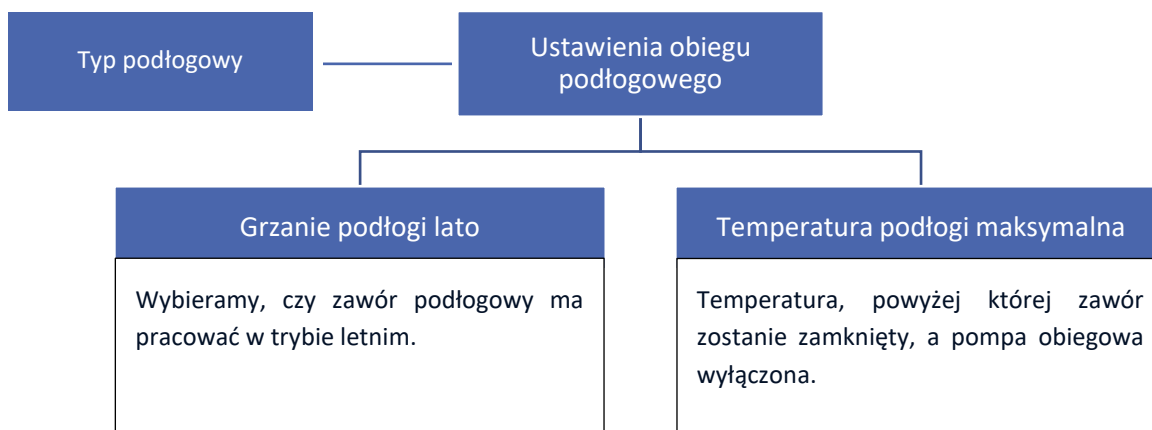 Typ podłogowy
Ustawienia obiegu
podłogowego
Grzanie podłogi lato
Wybieramy, czy zawór podłogowy ma
pracować w trybie letnim.
Temperatura podłogi maksymalna
Temperatura, powyżej której zawór
zostanie zamknięty, a pompa obiegowa
wyłączona.